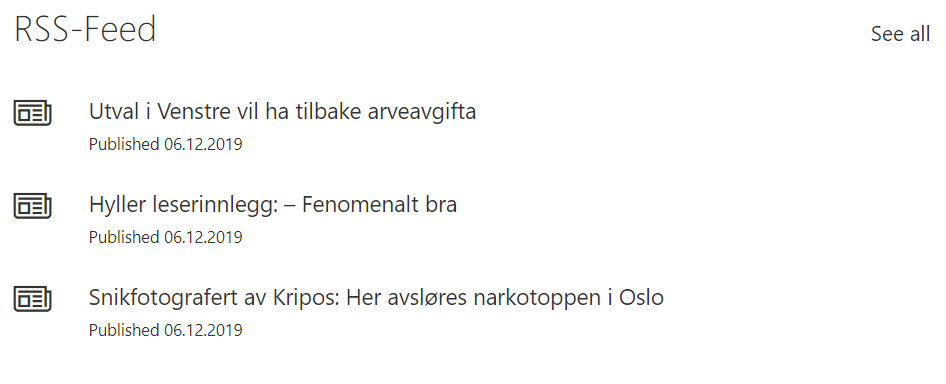 RSS-Feed
See all
Utval i Venstre vil ha tilbake arveavgifta
Published 06.12.2019
Hyller leserinnlegg: – Fenomenalt bra
Published 06.12.2019
Snikfotografert av Kripos: Her avsløres narkotoppen i Oslo
Published 06.12.2019